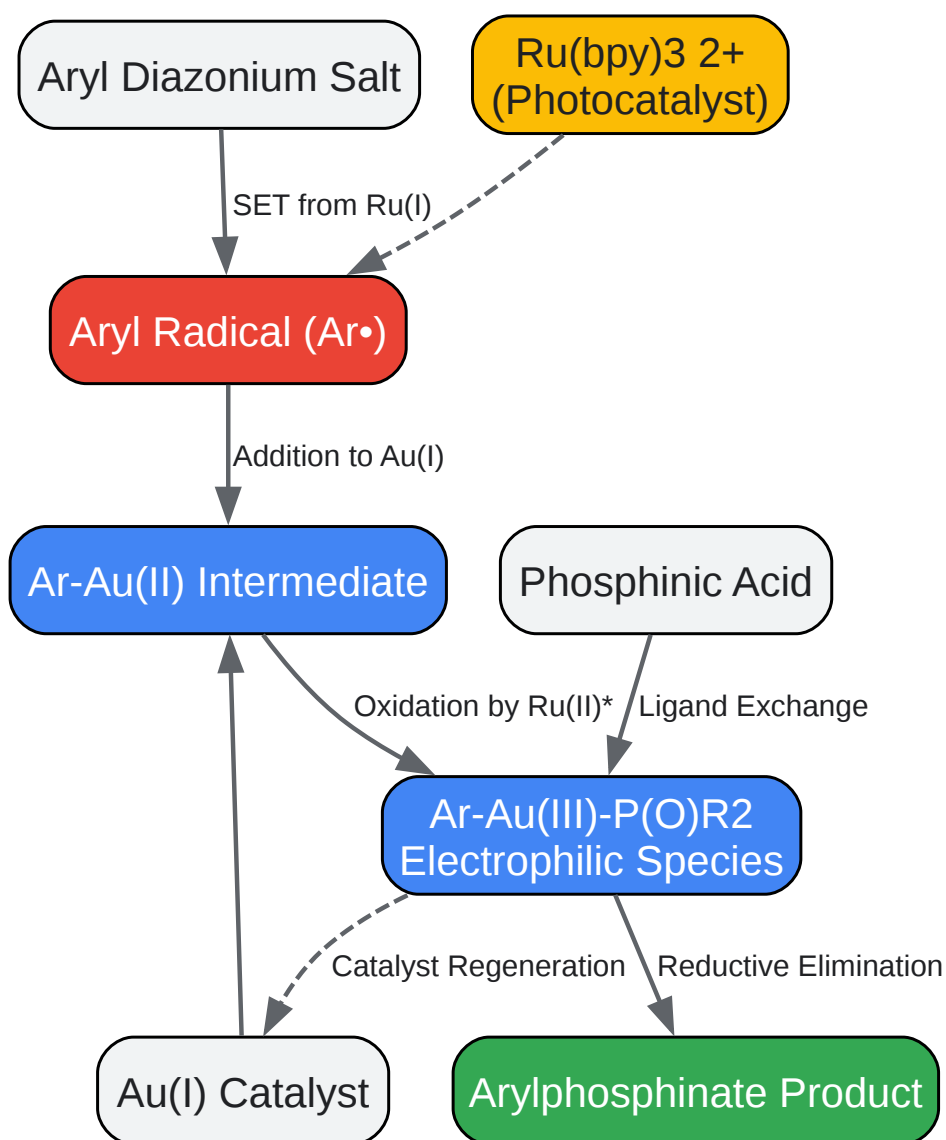 Aryl Diazonium Salt
Ru(bpy)3 2+
(Photocatalyst)
SET from Ru(I)
Aryl Radical (Ar•)
Addition to Au(I)
Ar-Au(II) Intermediate
Phosphinic Acid
Oxidation by Ru(II)*
Ligand Exchange
Ar-Au(III)-P(O)R2
Electrophilic Species
Catalyst Regeneration
Reductive Elimination
Au(I) Catalyst
Arylphosphinate Product